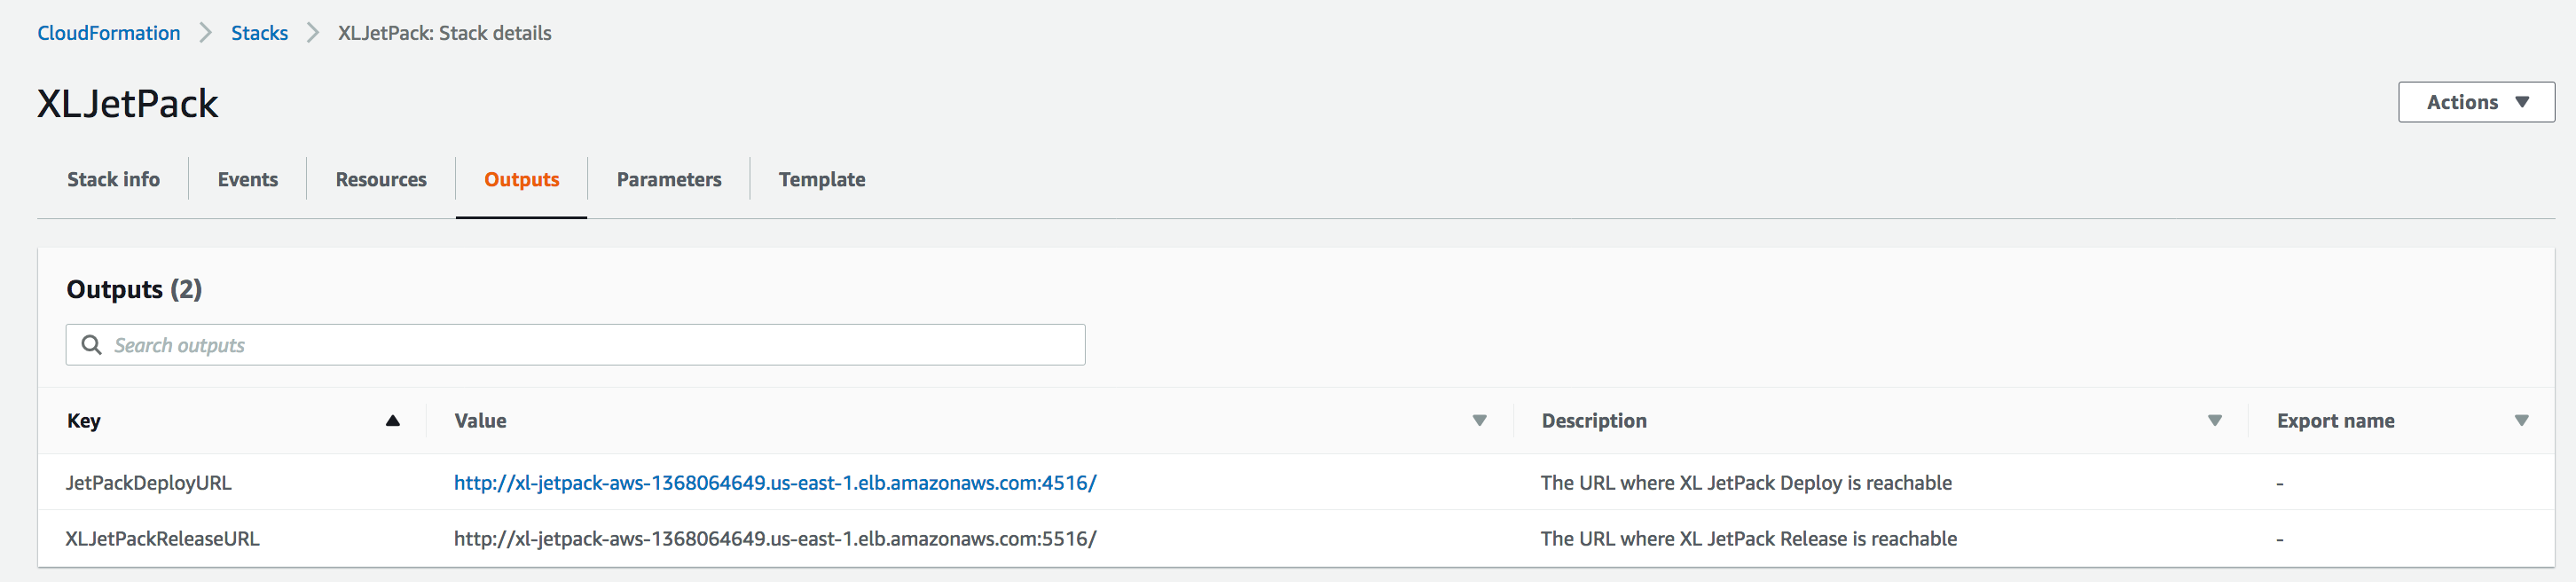 CloudFormation > Stacks > XLJetPack: Stack details
XLJetPack
Actions
Stack info Events Resources Outputs Parameters Template
Outputs (2)
Search outputs
Key Value Description Export name
JetPackDeployURL http://xl-jetpack-aws-1368064649.us-east-1.elb.amazonaws.com:4516/ The URL where XL JetPack Deploy is reachable -
XLJetPackReleaseURL http://xl-jetpack-aws-1368064649.us-east-1.elb.amazonaws.com:5516/ The URL where XL JetPack Release is reachable -